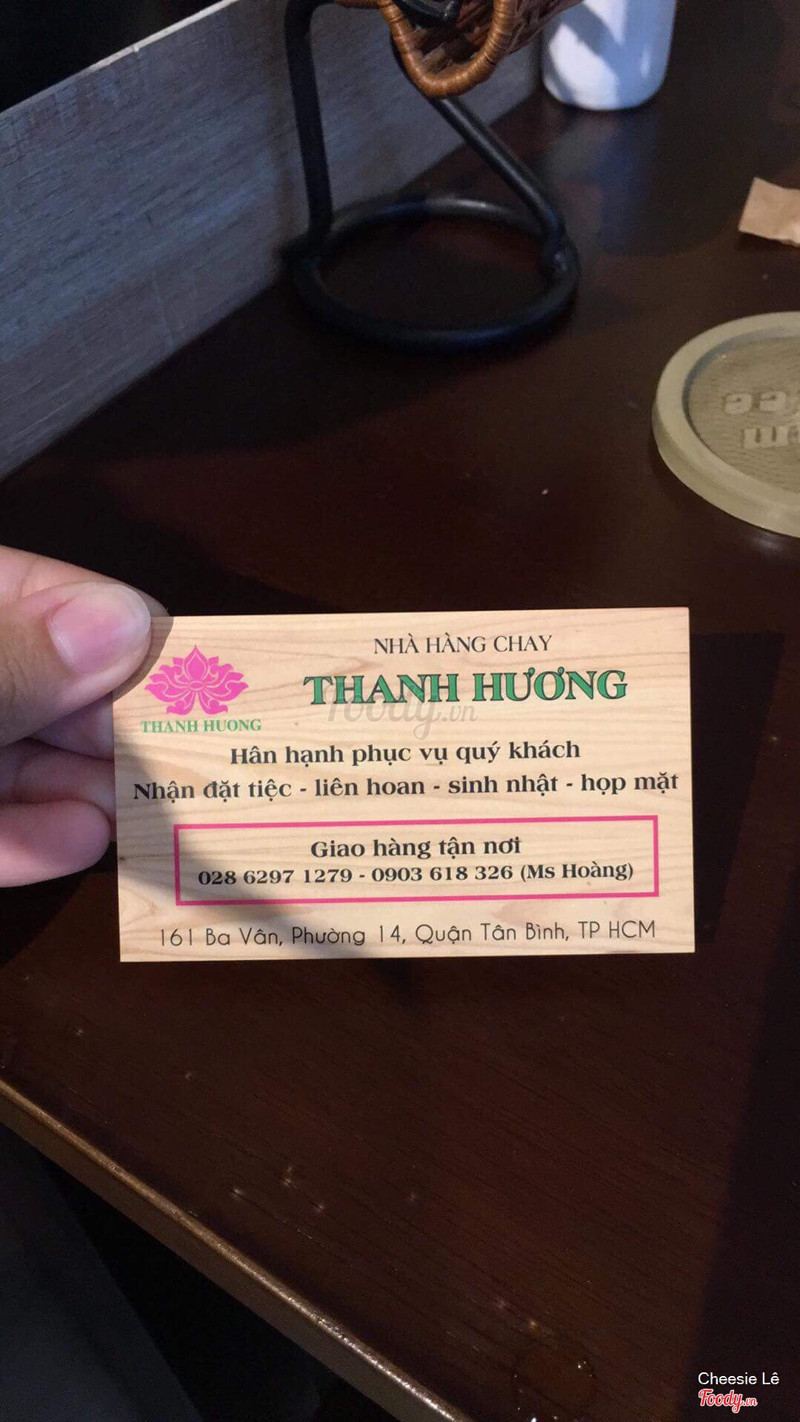 NHÀ HÀNG CHAY
THANH HƯƠNG
THANH HUONG
Foody.vn
Hân hạnh phục vụ quý khách
Nhận đặt tiệc - liên hoan - sinh nhật - họp mặt
Giao hàng tận nơi
028 6297 1279 - 0903 618 326 (Ms Hoàng)
161 Ba Vân, Phường 14, Quận Tân Bình, TP HCM
Cheesie Lê
Foody.vn